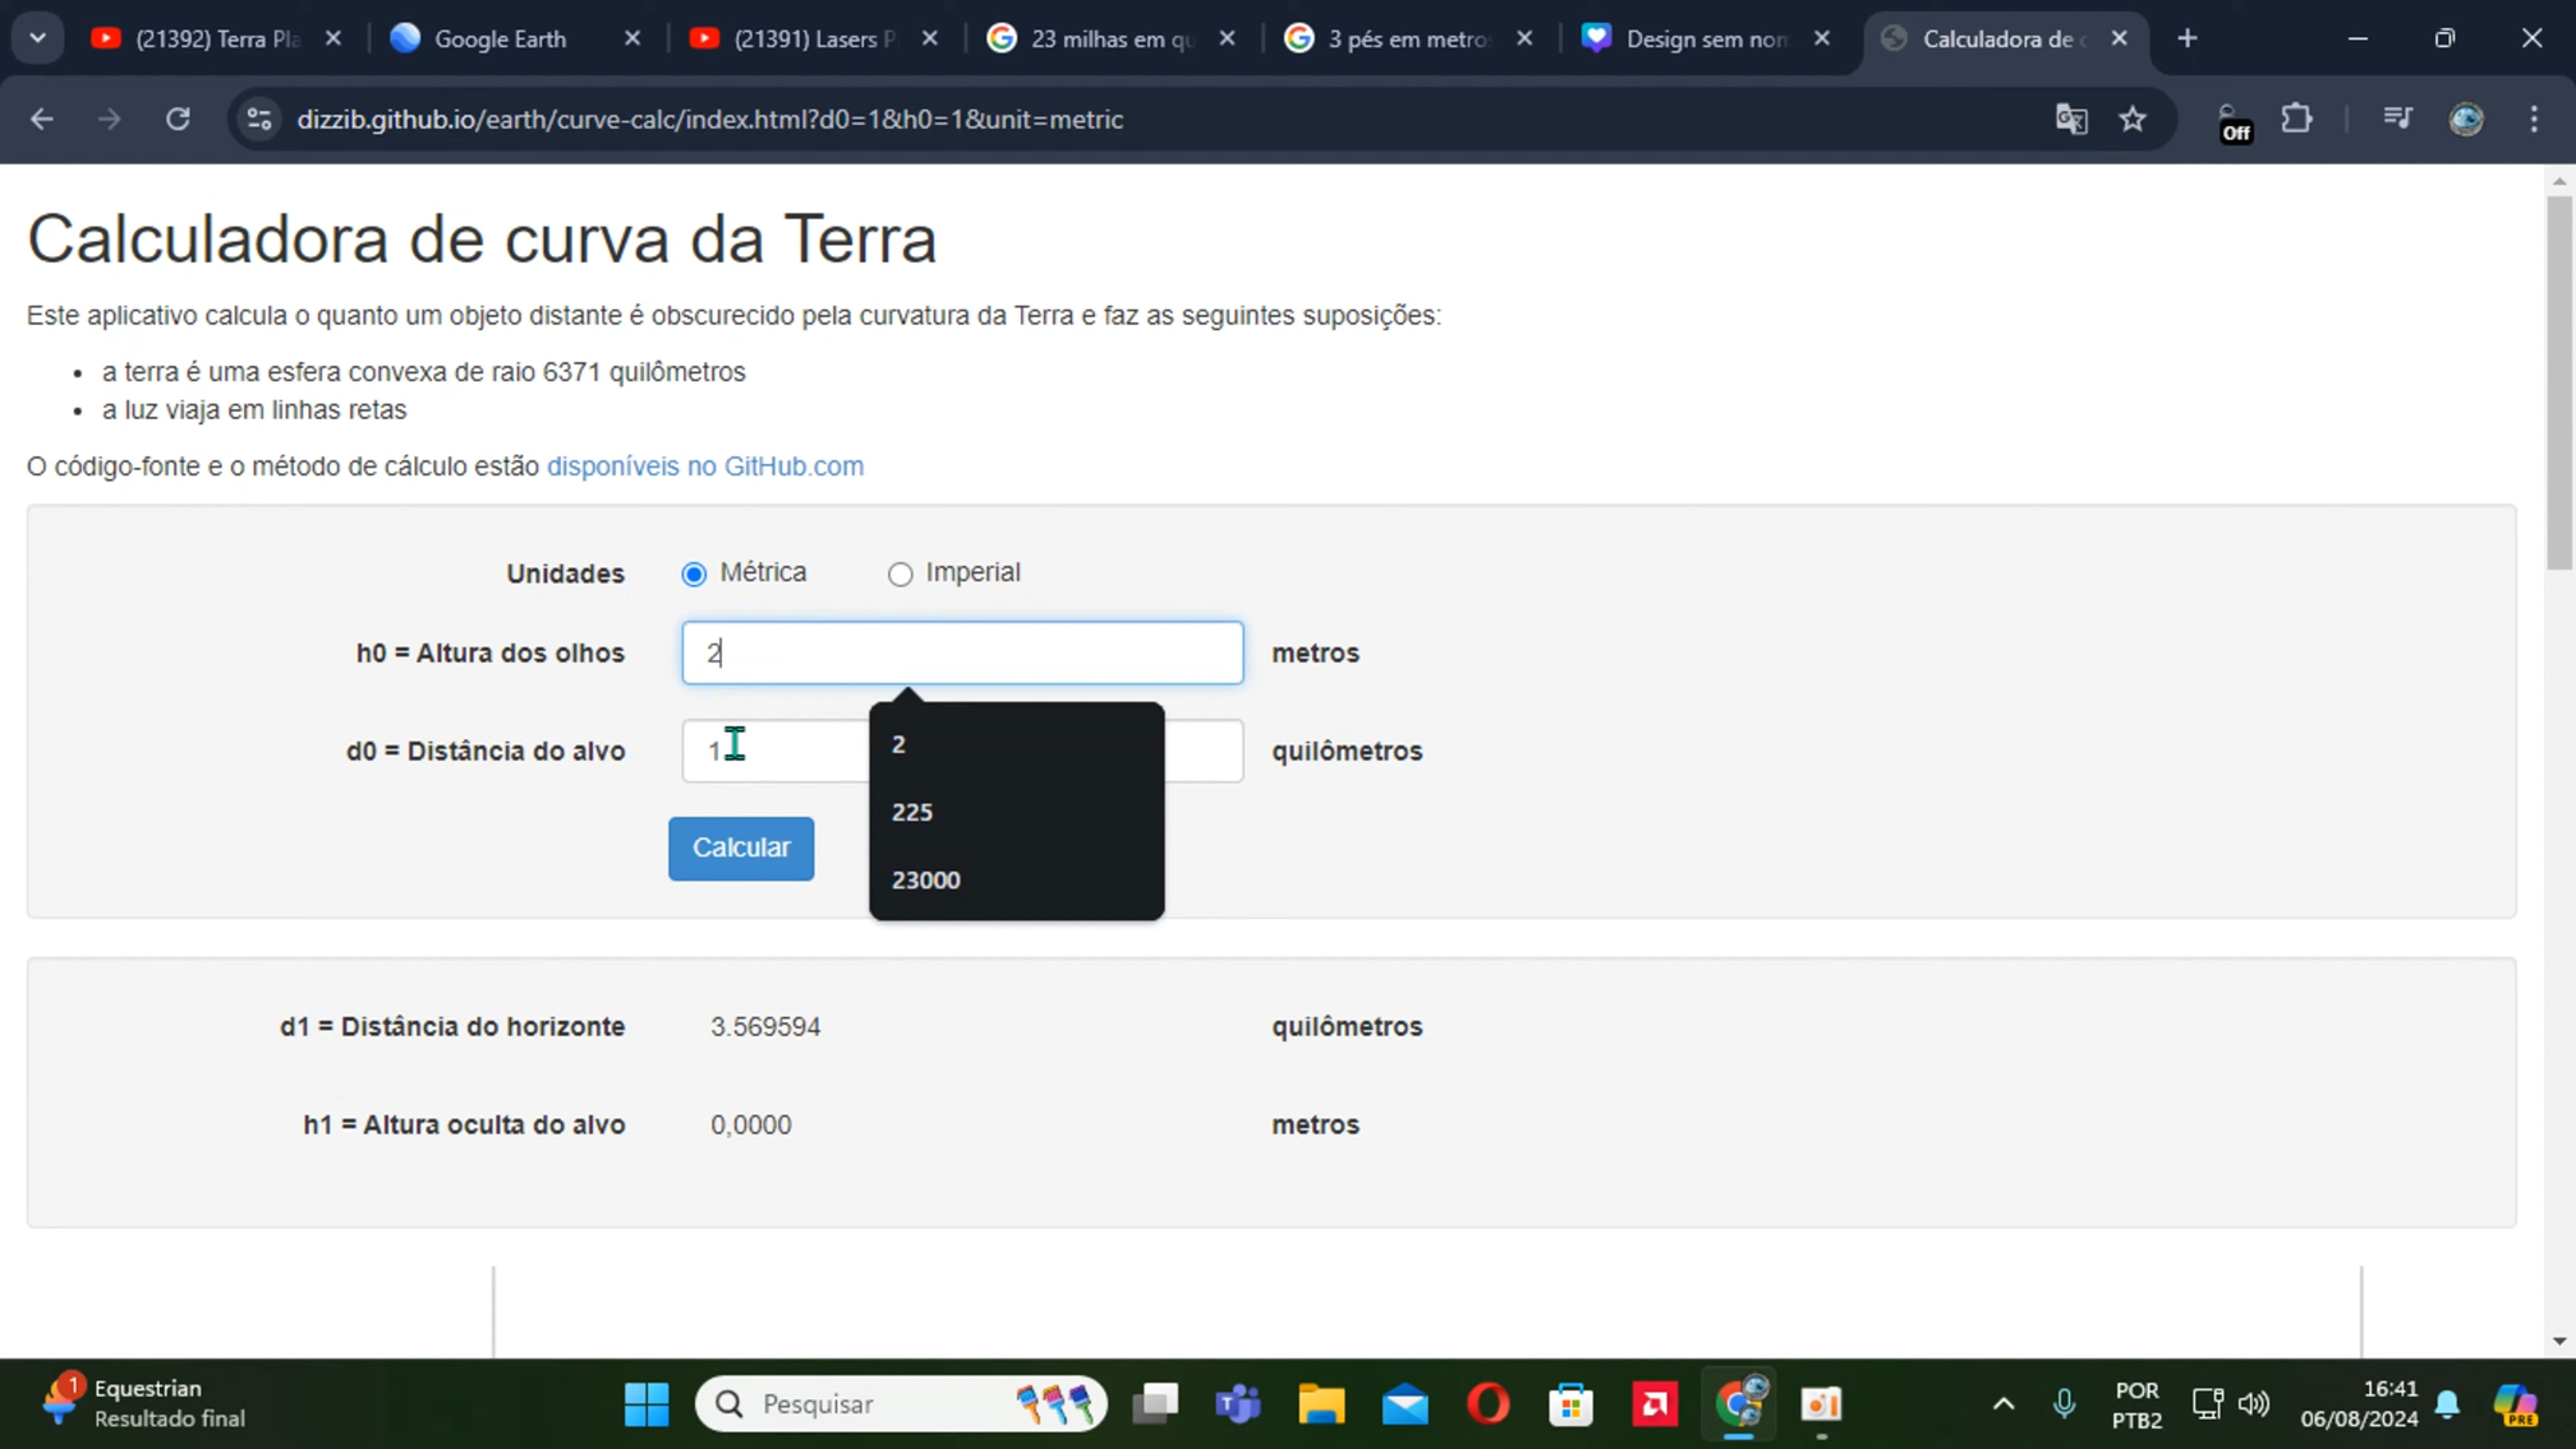 (21392) Terra Pla
Google Earth
(21391) Lasers P
23 milhas em qu
3 pés em metros
Design sem nom
Calculadora de c
dizzib.github.io/earth/curve-calc/index.html?d0=1&h0=1&unit=metric
Off
Calculadora de curva da Terra
Este aplicativo calcula o quanto um objeto distante é obscurecido pela curvatura da Terra e faz as seguintes suposições:
• a terra é uma esfera convexa de raio 6371 quilômetros
• a luz viaja em linhas retas
O código-fonte e o método de cálculo estão disponíveis no GitHub.com
Unidades Métrica Imperial
h0 = Altura dos olhos 2 metros
d0 = Distância do alvo 1 quilômetros
2
225
23000
Calcular
d1 = Distância do horizonte 3.569594 quilômetros
h1 = Altura oculta do alvo 0,0000 metros
1
Equestrian
Resultado final
Pesquisar
POR
PTB2
16:41
06/08/2024
PRE